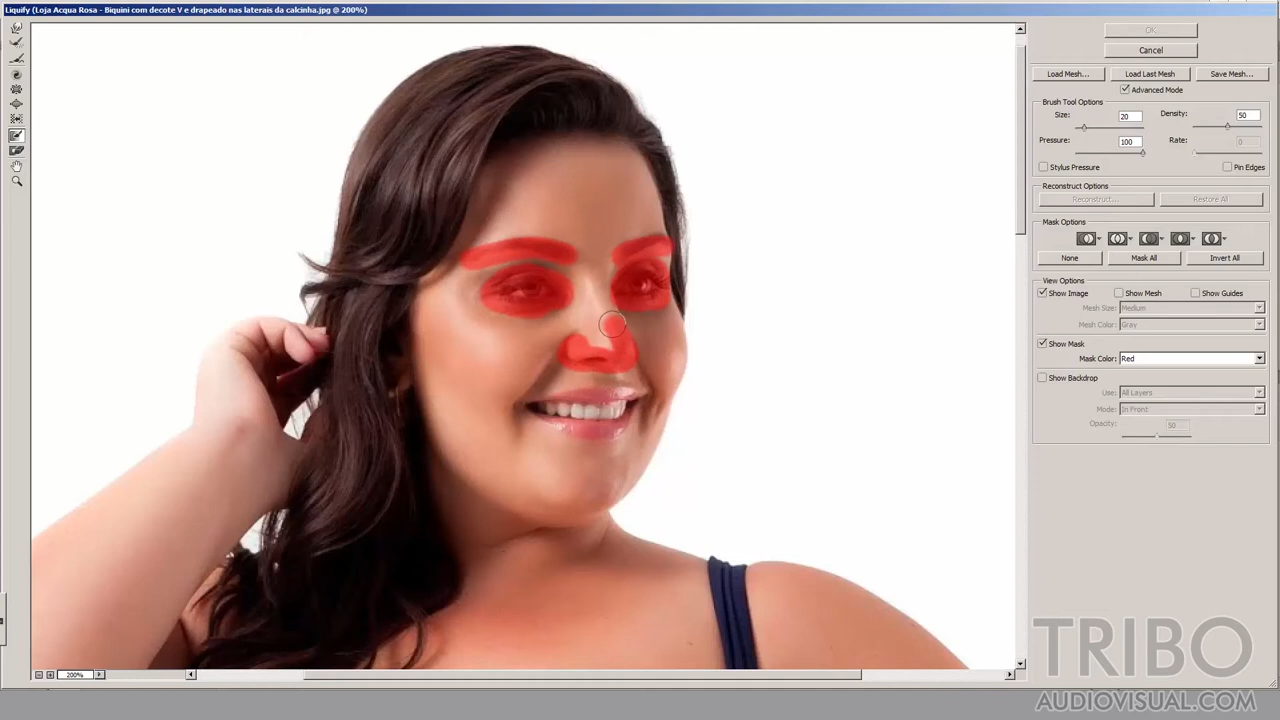 Liquify (Loja Acqua Rosa - Biquini com decote V e drapeado nas laterais da calcinha.jpg @ 200%)
OK
Cancel
Load Mesh... Load Last Mesh Save Mesh...
Advanced Mode
Brush Tool Options
Size: 20 Density: 50
Pressure: 100 Rate: 0
Stylus Pressure Pin Edges
Reconstruct Options
Reconstruct... Restore All
Mask Options
None Mask All Invert All
View Options
Show Image Show Mesh Show Guides
Mesh Size: Medium
Mesh Color: Gray
Show Mask
Mask Color: Red
Show Backdrop
Use: All Layers
Mode: In Front
Opacity: 50
200%
TRIBO
AUDIOVISUAL.COM